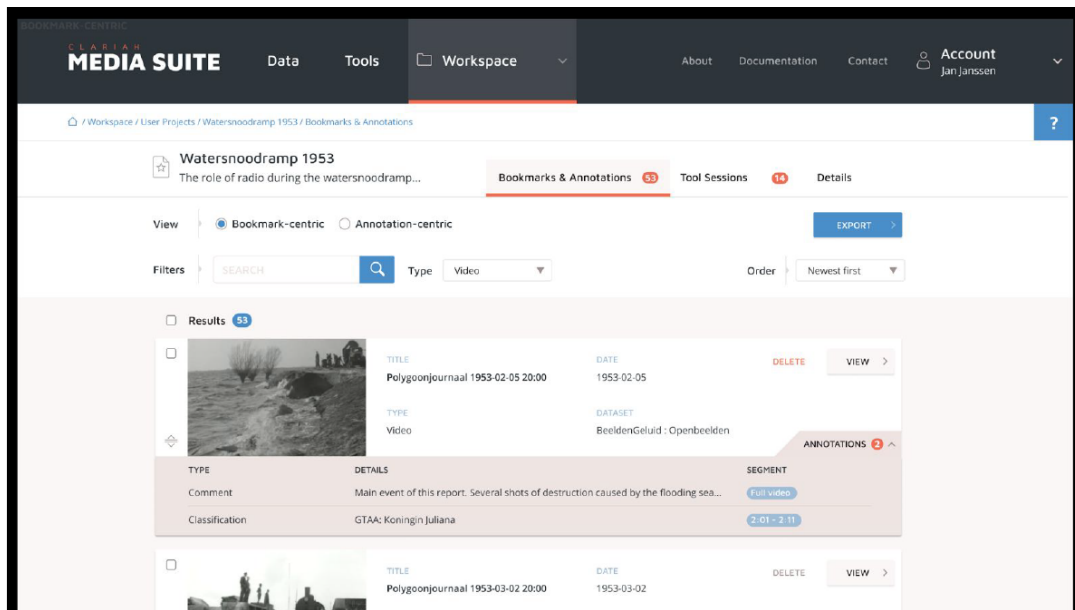 BOOKMARK-CENTRIC
CLARIAH
MEDIA SUITE
Data
Tools
Workspace
About
Documentation
Contact
Account
Jan Janssen
/ Workspace / User Projects / Watersnoodramp 1953 / Bookmarks & Annotations
?
Watersnoodramp 1953
The role of radio during the watersnoodramp...
Bookmarks & Annotations 53
Tool Sessions 14
Details
View
Bookmark-centric
Annotation-centric
EXPORT
Filters
SEARCH
Type
Video
Order
Newest first
Results 53
TITLE
Polygoonjournaal 1953-02-05 20:00
DATE
1953-02-05
DELETE
VIEW
TYPE
Video
DATASET
BeeldenGeluid : Openbeelden
ANNOTATIONS 2
TYPE DETAILS SEGMENT
Comment Main event of this report. Several shots of destruction caused by the flooding sea... Full video
Classification GTAA: Koningin Juliana 2:01 - 2:11
TITLE
Polygoonjournaal 1953-03-02 20:00
DATE
1953-03-02
DELETE
VIEW